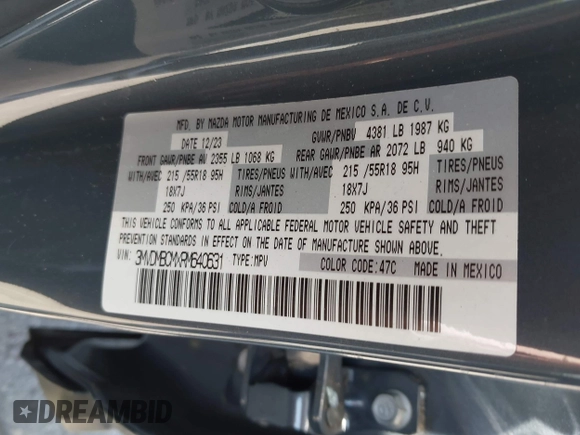 MFD. BY MAZDA MOTOR MANUFACTURING DE MEXICO S.A. DE C.V.
DATE 12/23 GVWR/PNBV 4381 LB 1987 KG
FRONT GAWR/PNBE AV 2355 LB 1068 KG REAR GAWR/PNBE AR 2072 LB 940 KG
WITH/AVEC 215 /55R18 95H TIRES/PNEUS WITH/AVEC 215 /55R18 95H TIRES/PNEUS
18X7J RIMS/JANTES 18X7J RIMS/JANTES
250 KPA/36 PSI COLD/A FROID 250 KPA/36 PSI COLD/A FROID
THIS VEHICLE CONFORMS TO ALL APPLICABLE FEDERAL MOTOR VEHICLE SAFETY AND THEFT
PREVENTION STANDARDS IN EFFECT ON THE DATE OF MANUFACTURE SHOWN ABOVE.
VIN: 3MVDMBCMXRM640631 TYPE:MPV COLOR CODE:47C MADE IN MEXICO
DREAMBID